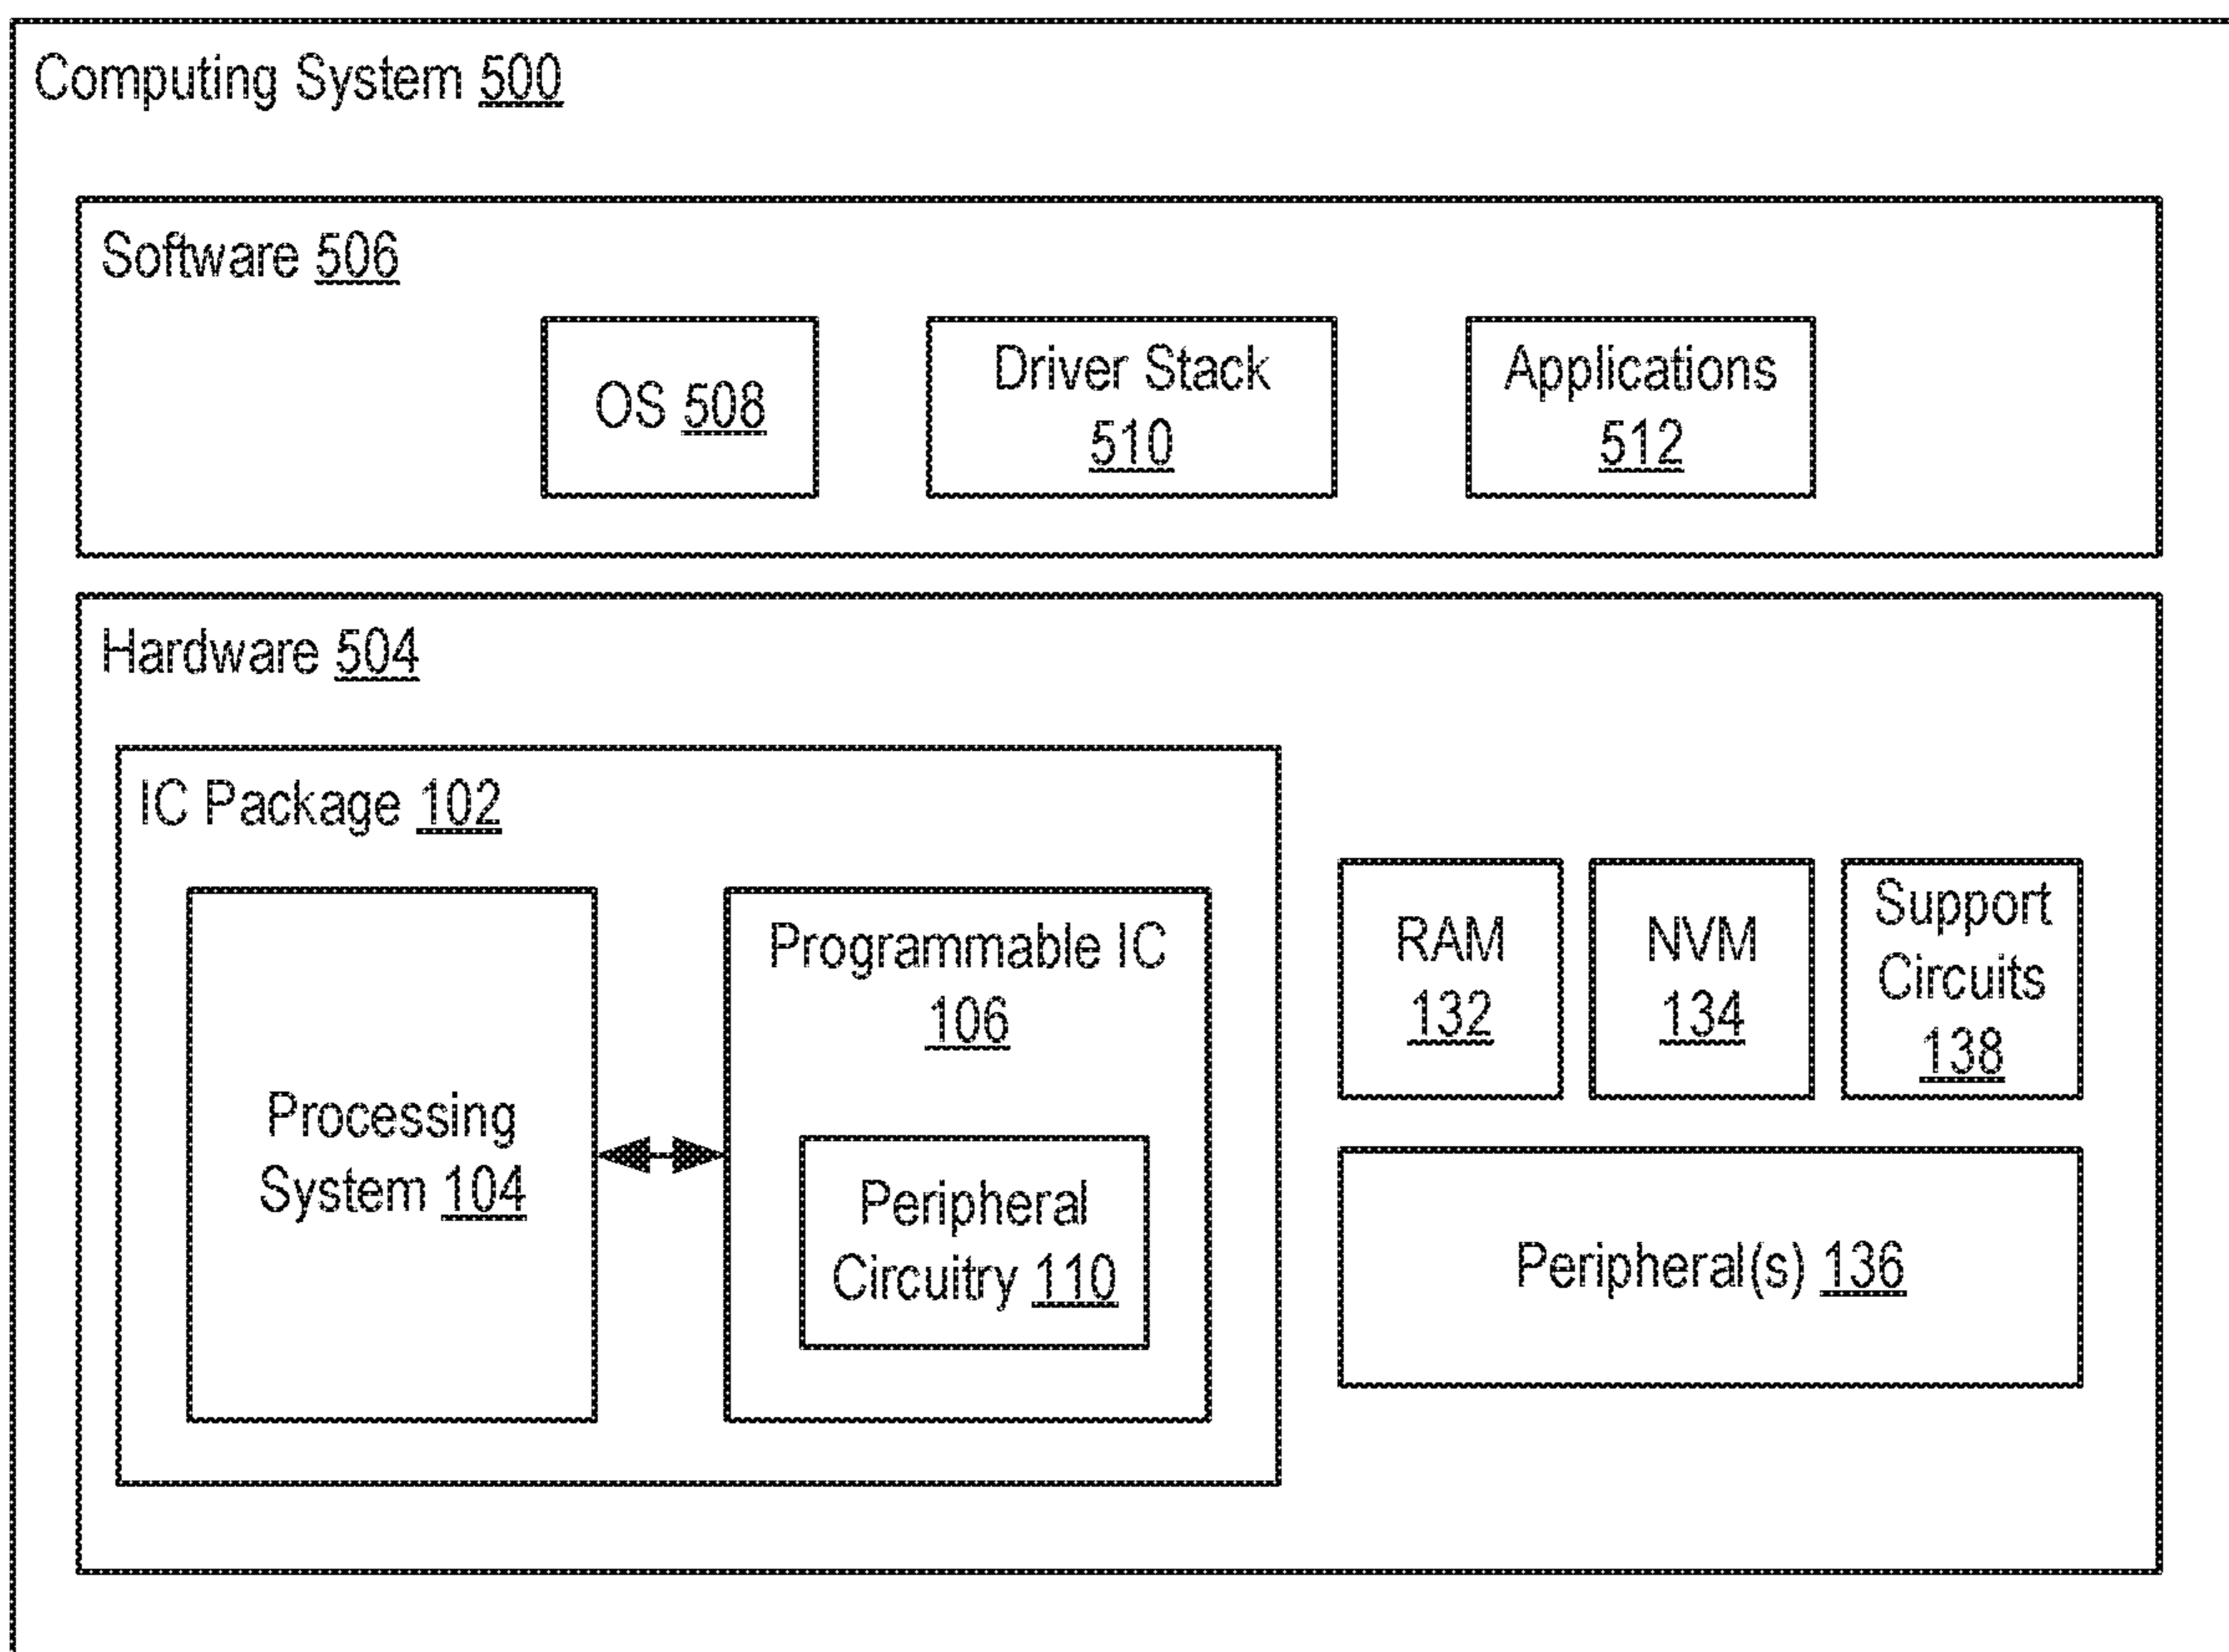 Computing System 500
Software 506
OS 508
Driver Stack
510
Applications
512
Hardware 504
IC Package 102
Processing
System 104
Programmable IC
106
Peripheral
Circuitry 110
RAM
132
NVM
134
Support
Circuits
138
Peripheral(s) 136